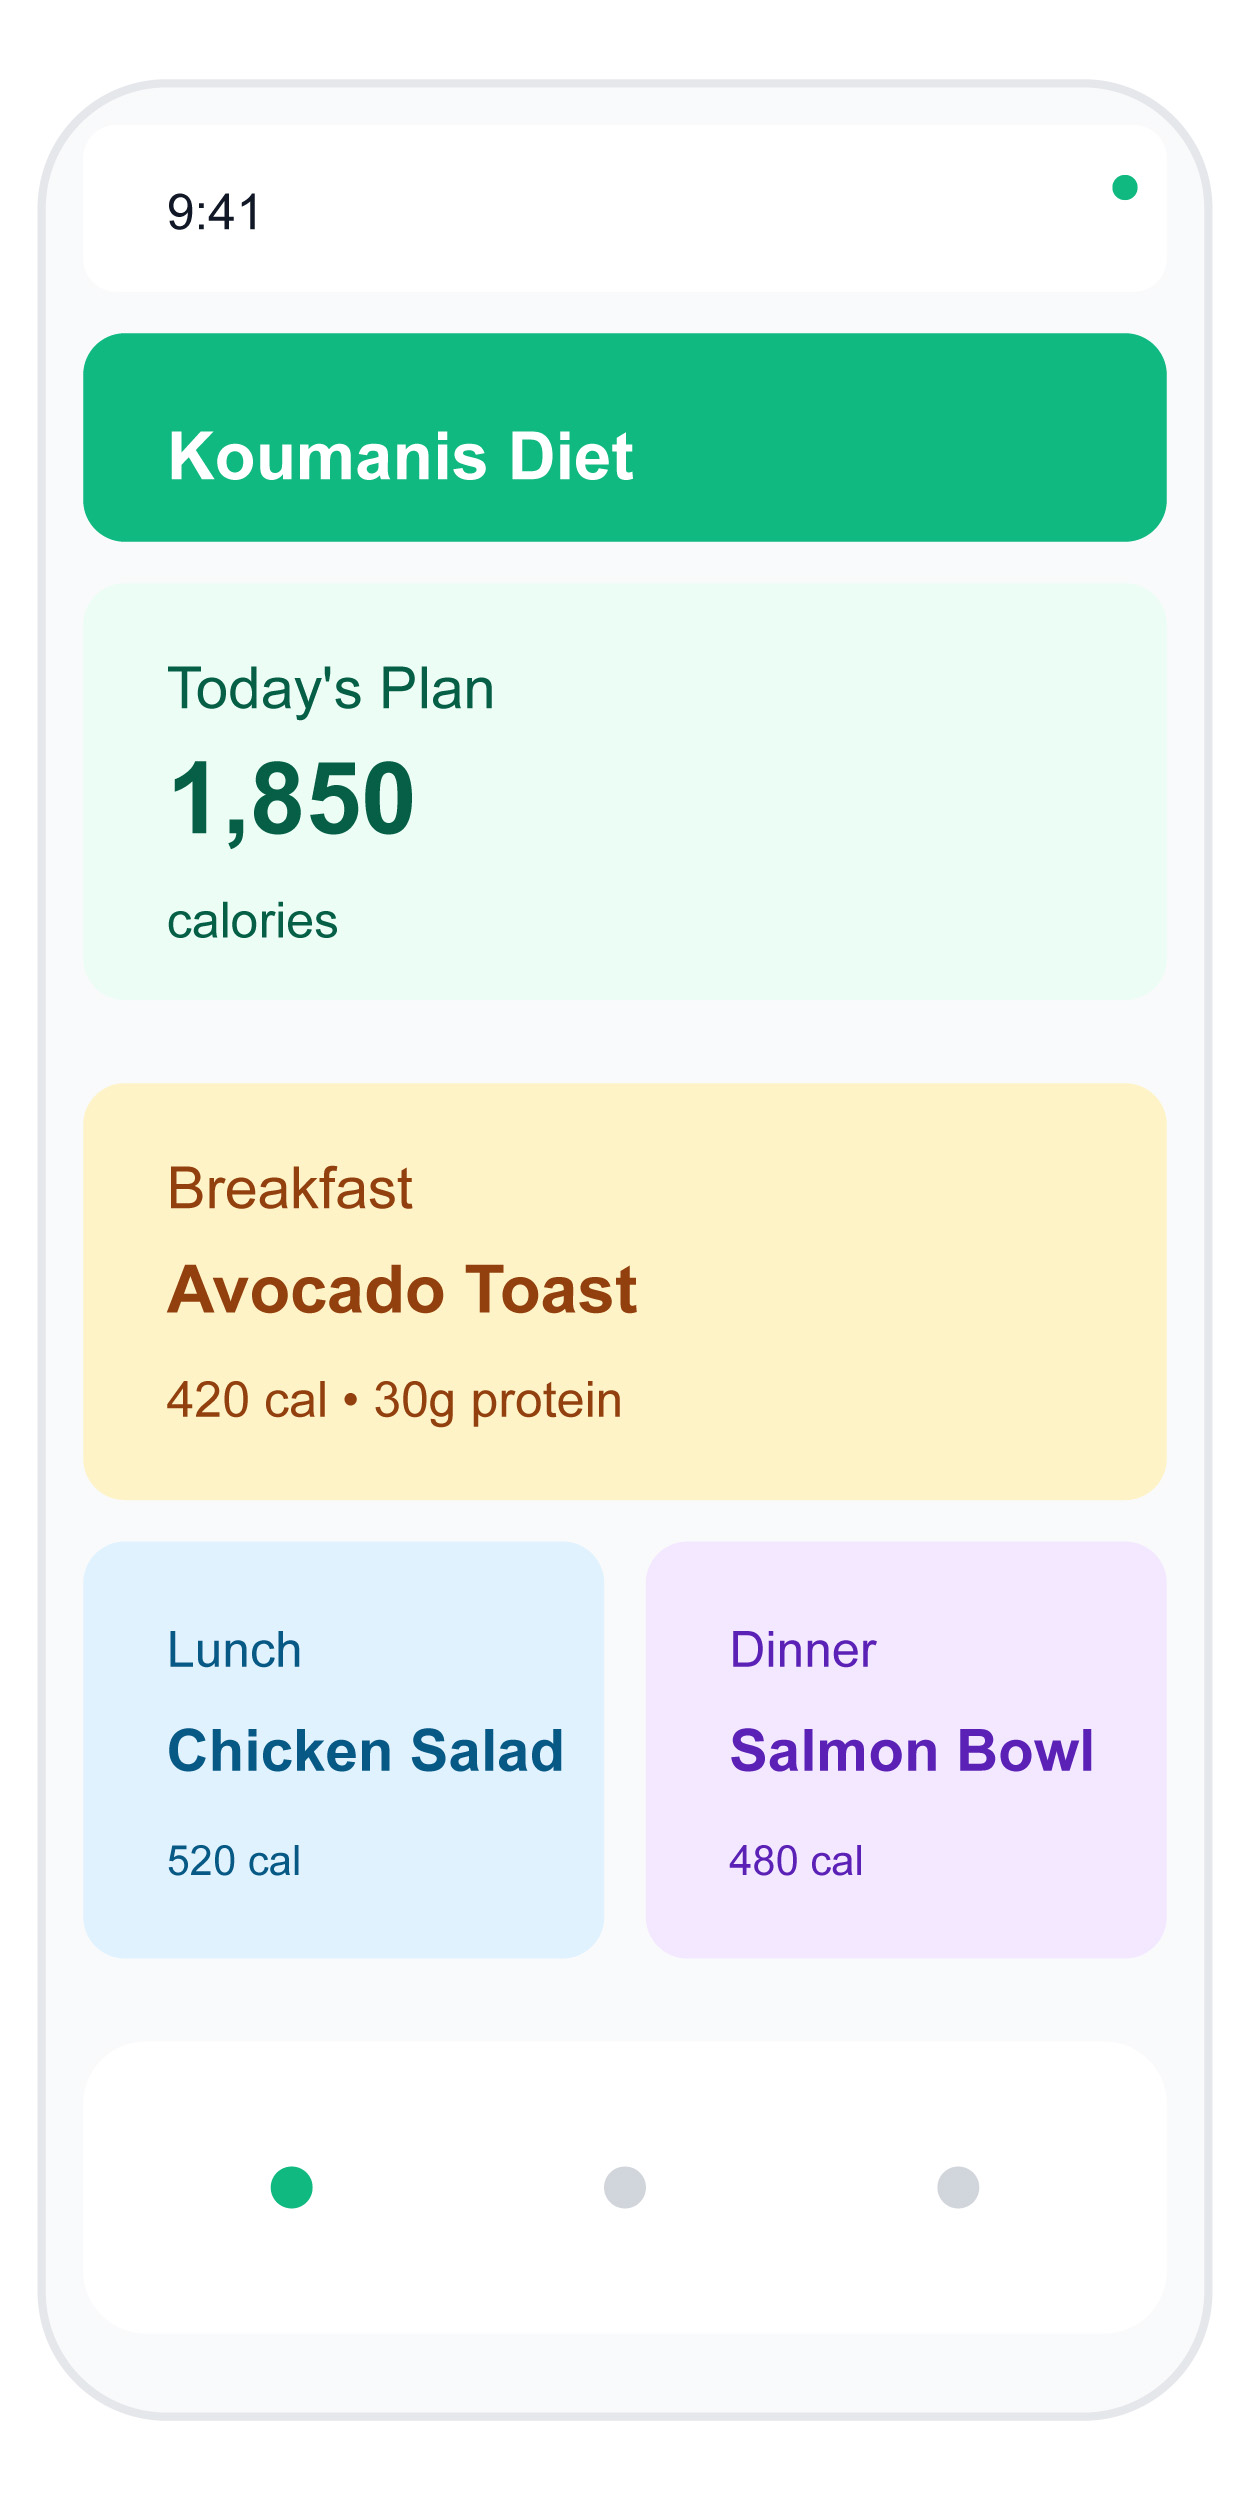 9:41
Koumanis Diet
Today's Plan
1,850
calories
Breakfast
Avocado Toast
420 cal • 30g protein
Lunch
Chicken Salad
520 cal
Dinner
Salmon Bowl
480 cal